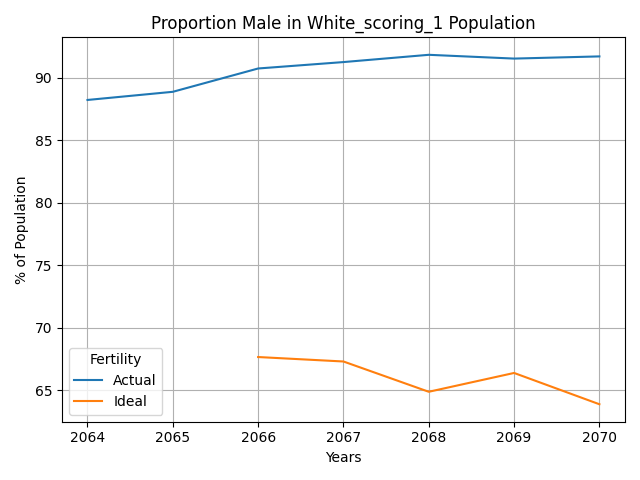 Proportion Male in White_scoring_1 Population
% of Population
90
85
80
75
70
65
Fertility
Actual
Ideal
2064 2065 2066 2067 2068 2069 2070
Years